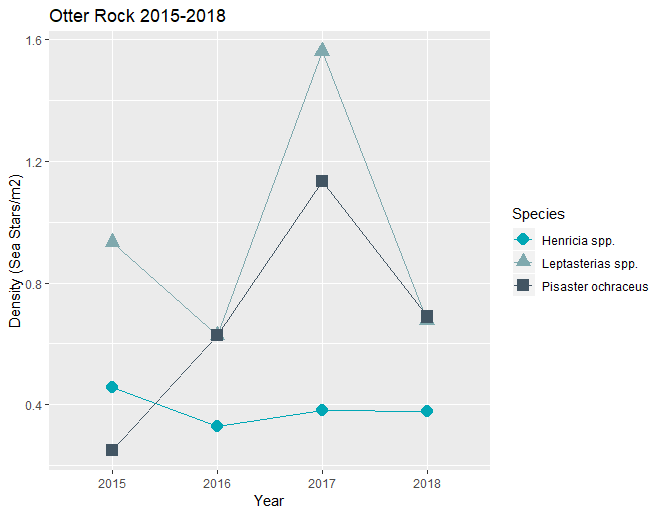 Otter Rock 2015-2018
Density (Sea Stars/m2)
1.6
1.2
0.8
0.4
2015 2016 2017 2018
Year
Species
Henricia spp.
Leptasterias spp.
Pisaster ochraceus